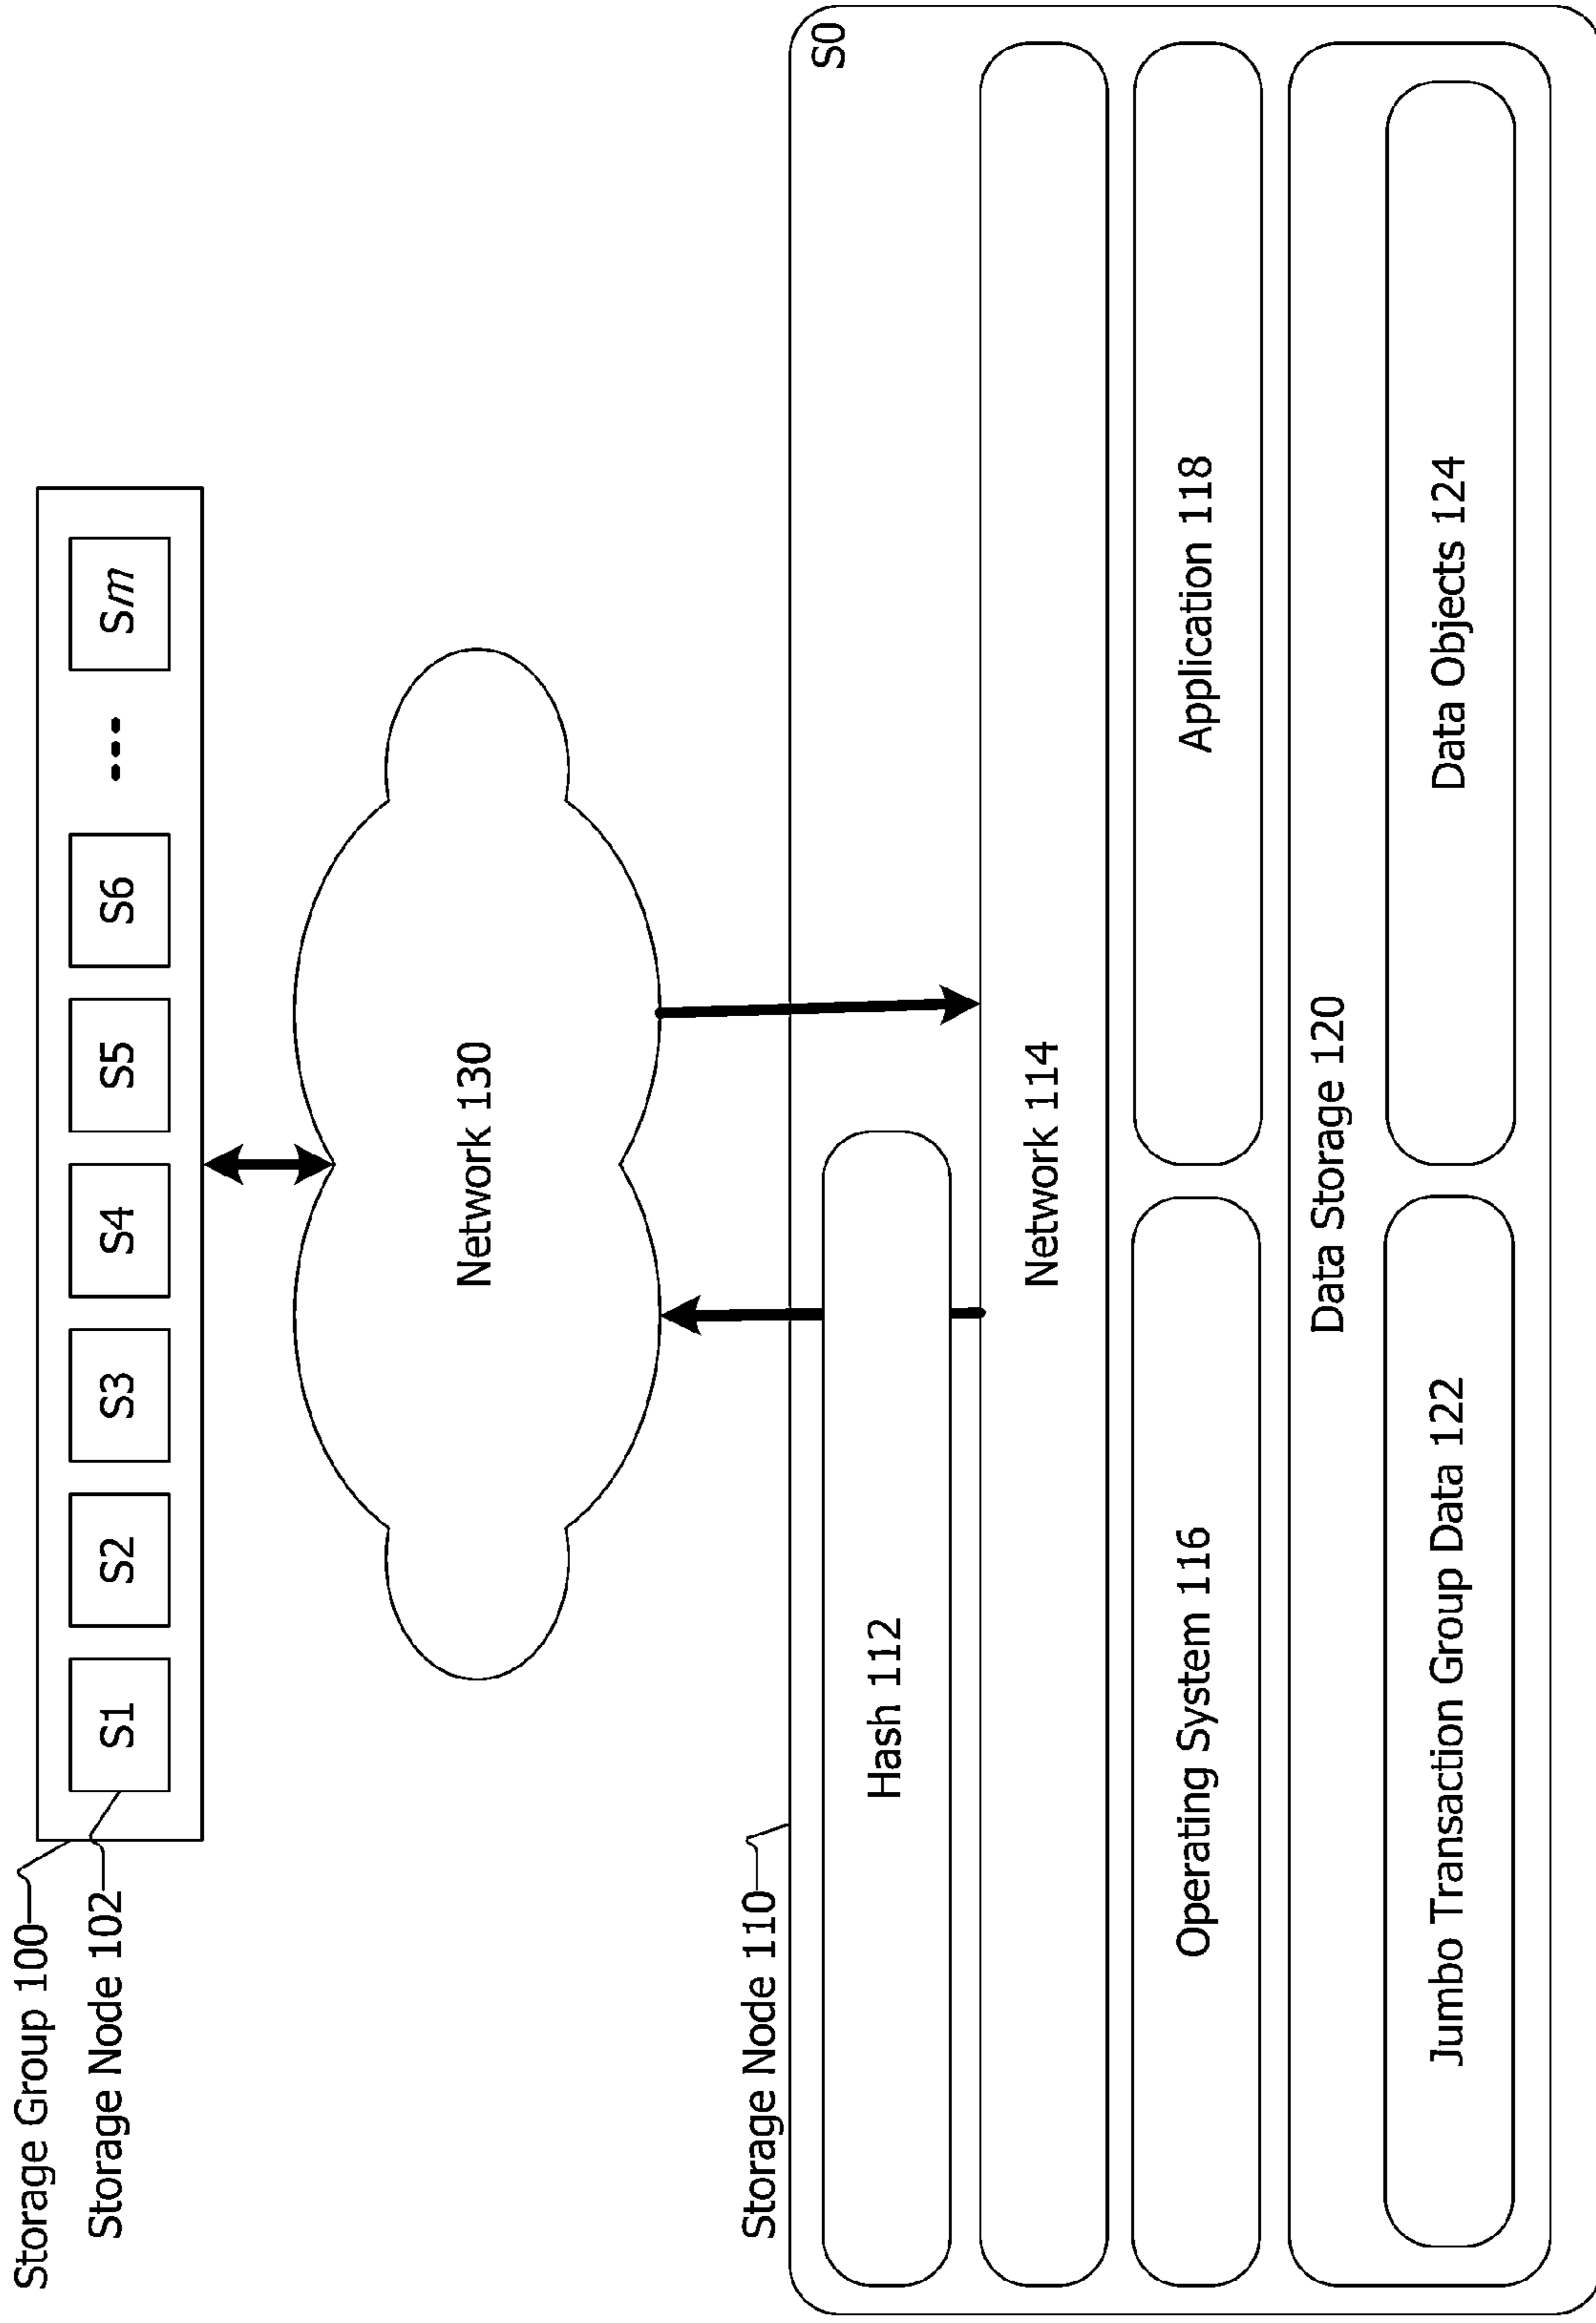 Storage Group 100
Storage Node 102
S1 S2 S3 S4 S5 S6 --- Sm
Network 130
Storage Node 110
S0
Hash 112
Network 114
Operating System 116
Application 118
Data Storage 120
Jumbo Transaction Group Data 122
Data Objects 124